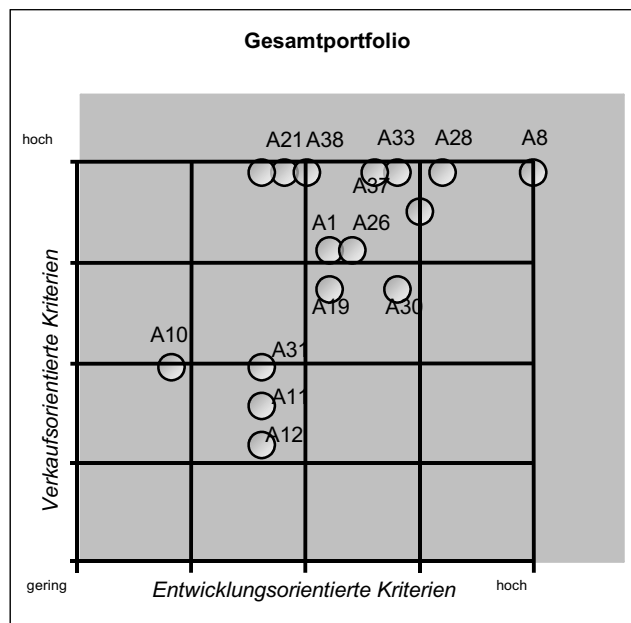 Gesamtportfolio
hoch
A21
A38
A33
A28
A8
A37
A1
A26
A19
A30
A10
A31
A11
A12
Verkaufsorientierte Kriterien
gering
Entwicklungsorientierte Kriterien
hoch